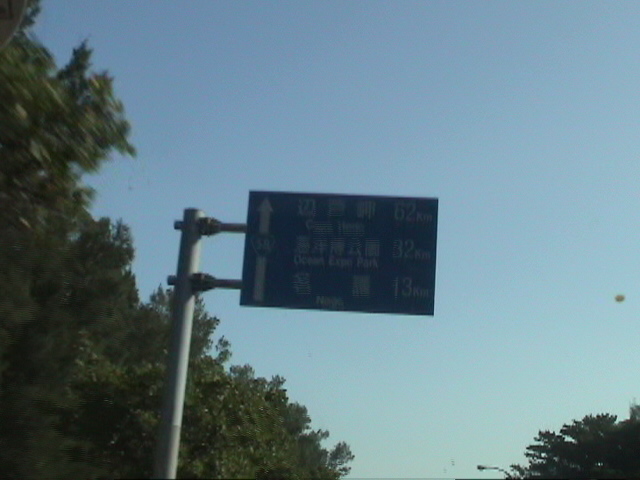 辺戸岬 62Km
Cape Hedo
58
海洋博公園 32Km
Ocean Expo Park
名護 13Km
Nago